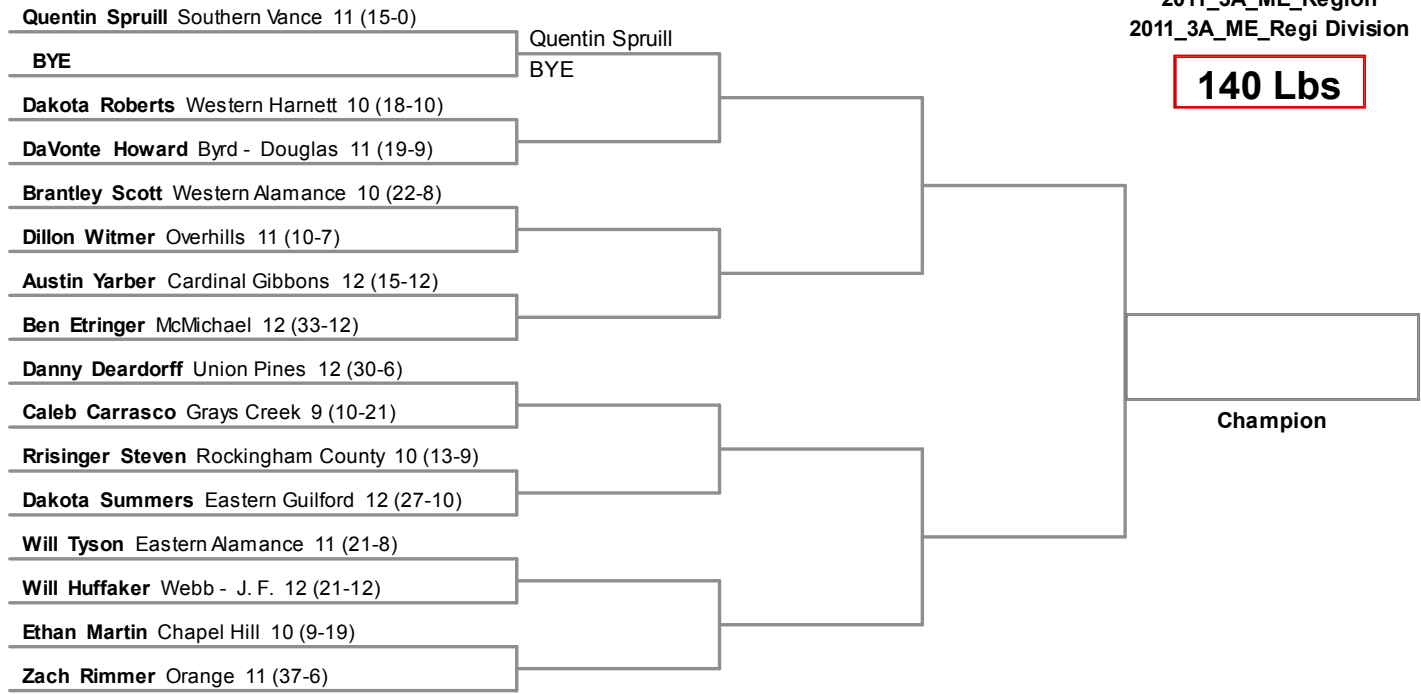 2011_3A_ME_Region
2011_3A_ME_Regi Division
140 Lbs
Quentin Spruill Southern Vance 11 (15-0)
BYE
Quentin Spruill
BYE
Dakota Roberts Western Harnett 10 (18-10)
DaVonte Howard Byrd - Douglas 11 (19-9)
Brantley Scott Western Alamance 10 (22-8)
Dillon Witmer Overhills 11 (10-7)
Austin Yarber Cardinal Gibbons 12 (15-12)
Ben Etringer McMichael 12 (33-12)
Danny Deardorff Union Pines 12 (30-6)
Caleb Carrasco Grays Creek 9 (10-21)
Rrisinger Steven Rockingham County 10 (13-9)
Dakota Summers Eastern Guilford 12 (27-10)
Will Tyson Eastern Alamance 11 (21-8)
Will Huffaker Webb - J. F. 12 (21-12)
Ethan Martin Chapel Hill 10 (9-19)
Zach Rimmer Orange 11 (37-6)
Champion